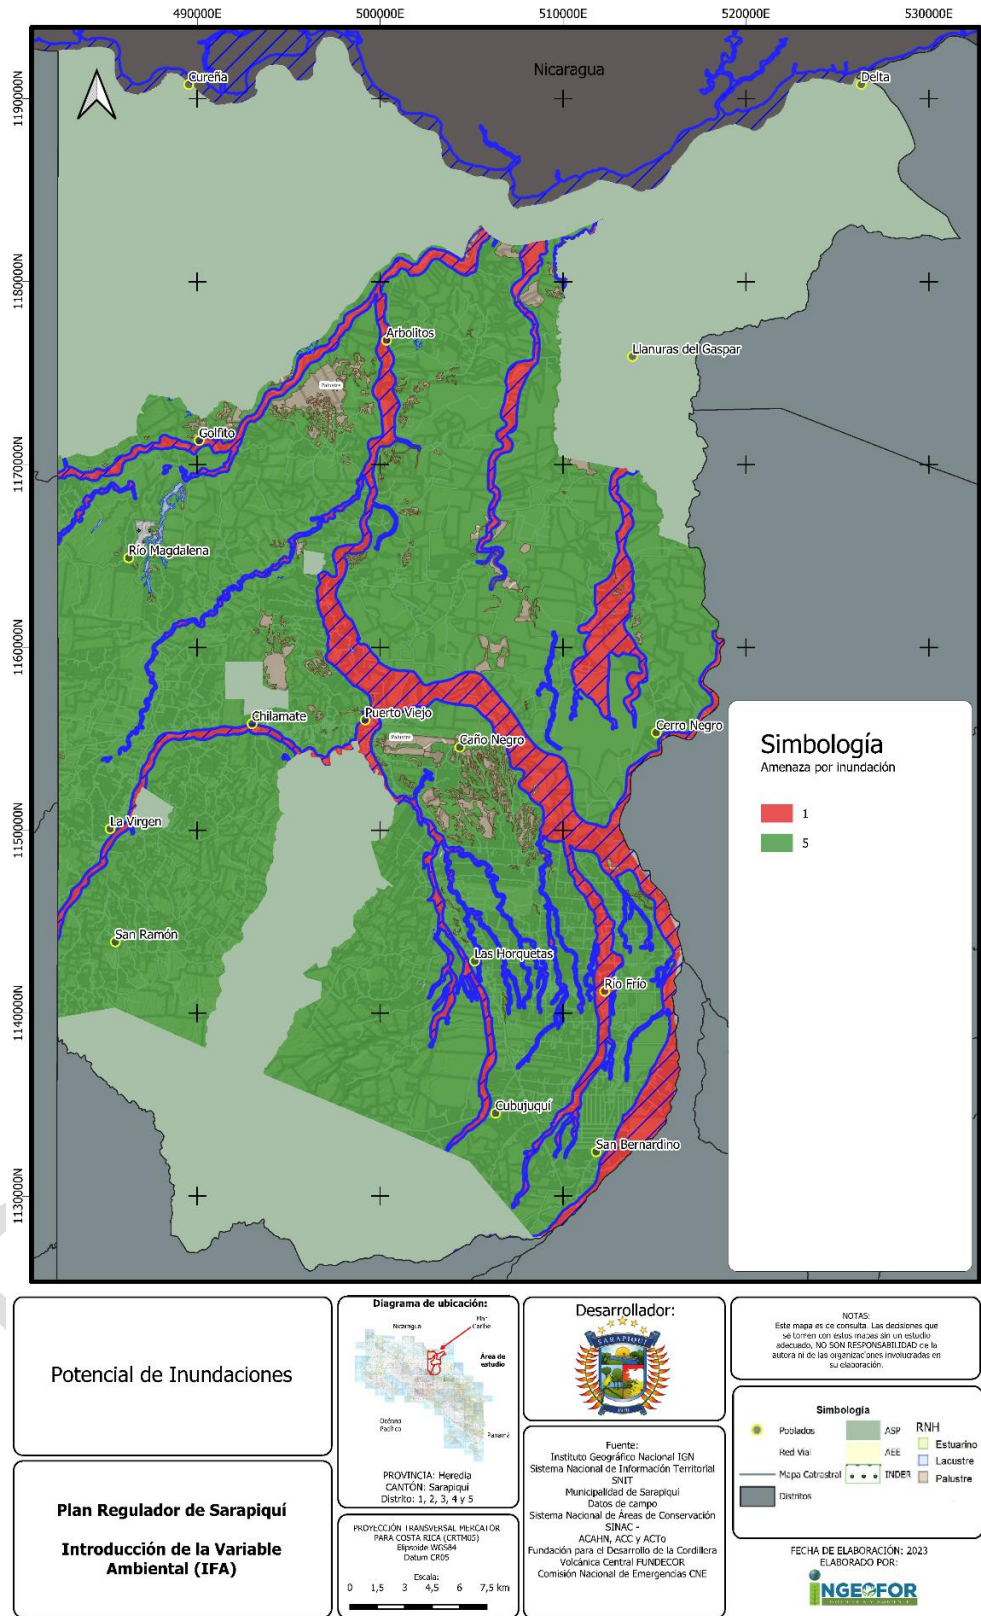 490000E 500000E 510000E 520000E 530000E
1190000N
1180000N
1170000N
1160000N
1150000N
1140000N
1130000N
Nicaragua
Cureña
Delta
Arbolitos
Llanuras del Gaspar
Palustre
Golfito
Río Magdalena
Chilamate
Puerto Viejo
Palustre
Caño Negro
Cerro Negro
La Virgen
San Ramón
Las Horquetas
Río Frío
Cubujuquí
San Bernardino
Simbología
Amenaza por inundación
1
5
Potencial de Inundaciones
Plan Regulador de Sarapiquí
Introducción de la Variable
Ambiental (IFA)
Diagrama de ubicación:
Nicaragua
Mar
Caribe
Área de
estudio
Océano
Pacífico
Panamá
PROVINCIA: Heredia
CANTÓN: Sarapiquí
Distrito: 1, 2, 3, 4 y 5
PROYECCIÓN TRANSVERSAL MERCATOR
PARA COSTA RICA (CRTM05)
Elipsoide WGS84
Datum CR05
Escala:
0 1,5 3 4,5 6 7,5 km
Desarrollador:
SARAPIQUI
Fuente:
Instituto Geográfico Nacional IGN
Sistema Nacional de Información Territorial
SNIT
Municipalidad de Sarapiquí
Datos de campo
Sistema Nacional de Áreas de Conservación
SINAC -
ACAHN, ACC y ACTo
Fundación para el Desarrollo de la Cordillera
Volcánica Central FUNDECOR
Comisión Nacional de Emergencias CNE
NOTAS:
Este mapa es de consulta. Las decisiones que
se tomen con estos mapas sin un estudio
adecuado, NO SON RESPONSABILIDAD de la
autora ni de las organizaciones involucradas en
su elaboración.
Simbología
Poblados
Red Vial
Mapa Catrastral
Distritos
ASP
AEE
INDER
RNH
Estuarino
Lacustre
Palustre
FECHA DE ELABORACIÓN: 2023
ELABORADO POR:
INGEOFOR